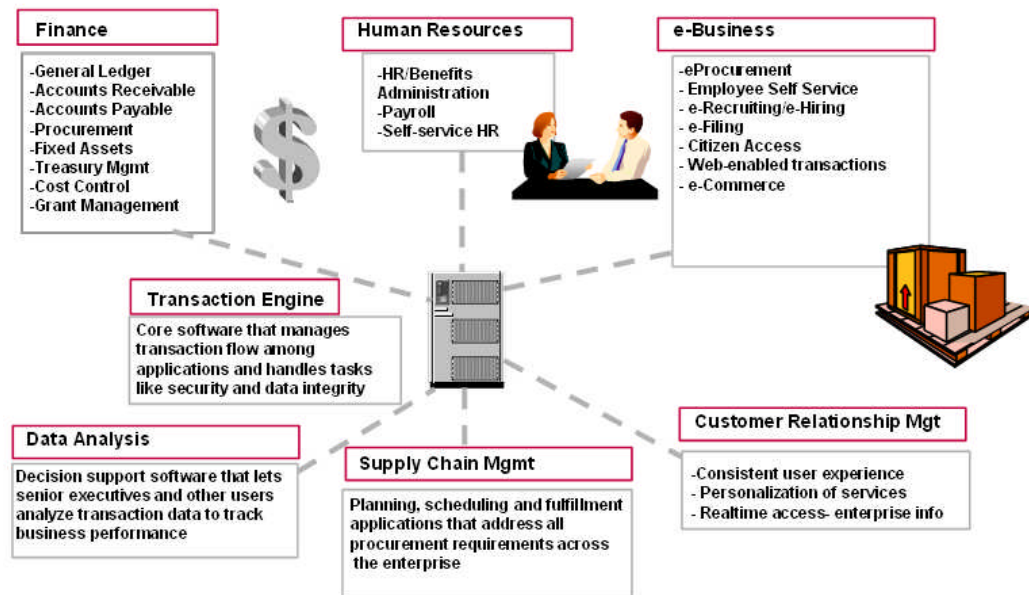 Finance
-General Ledger
-Accounts Receivable
-Accounts Payable
-Procurement
-Fixed Assets
-Treasury Mgmt
-Cost Control
-Grant Management
Human Resources
-HR/Benefits
Administration
-Payroll
-Self-service HR
e-Business
-eProcurement
- Employee Self Service
- e-Recruiting/e-Hiring
- e-Filing
- Citizen Access
- Web-enabled transactions
- e-Commerce
Transaction Engine
Core software that manages
transaction flow among
applications and handles tasks
like security and data integrity
Data Analysis
Decision support software that lets
senior executives and other users
analyze transaction data to track
business performance
Supply Chain Mgmt
Planning, scheduling and fulfillment
applications that address all
procurement requirements across
the enterprise
Customer Relationship Mgt
-Consistent user experience
- Personalization of services
- Realtime access- enterprise info